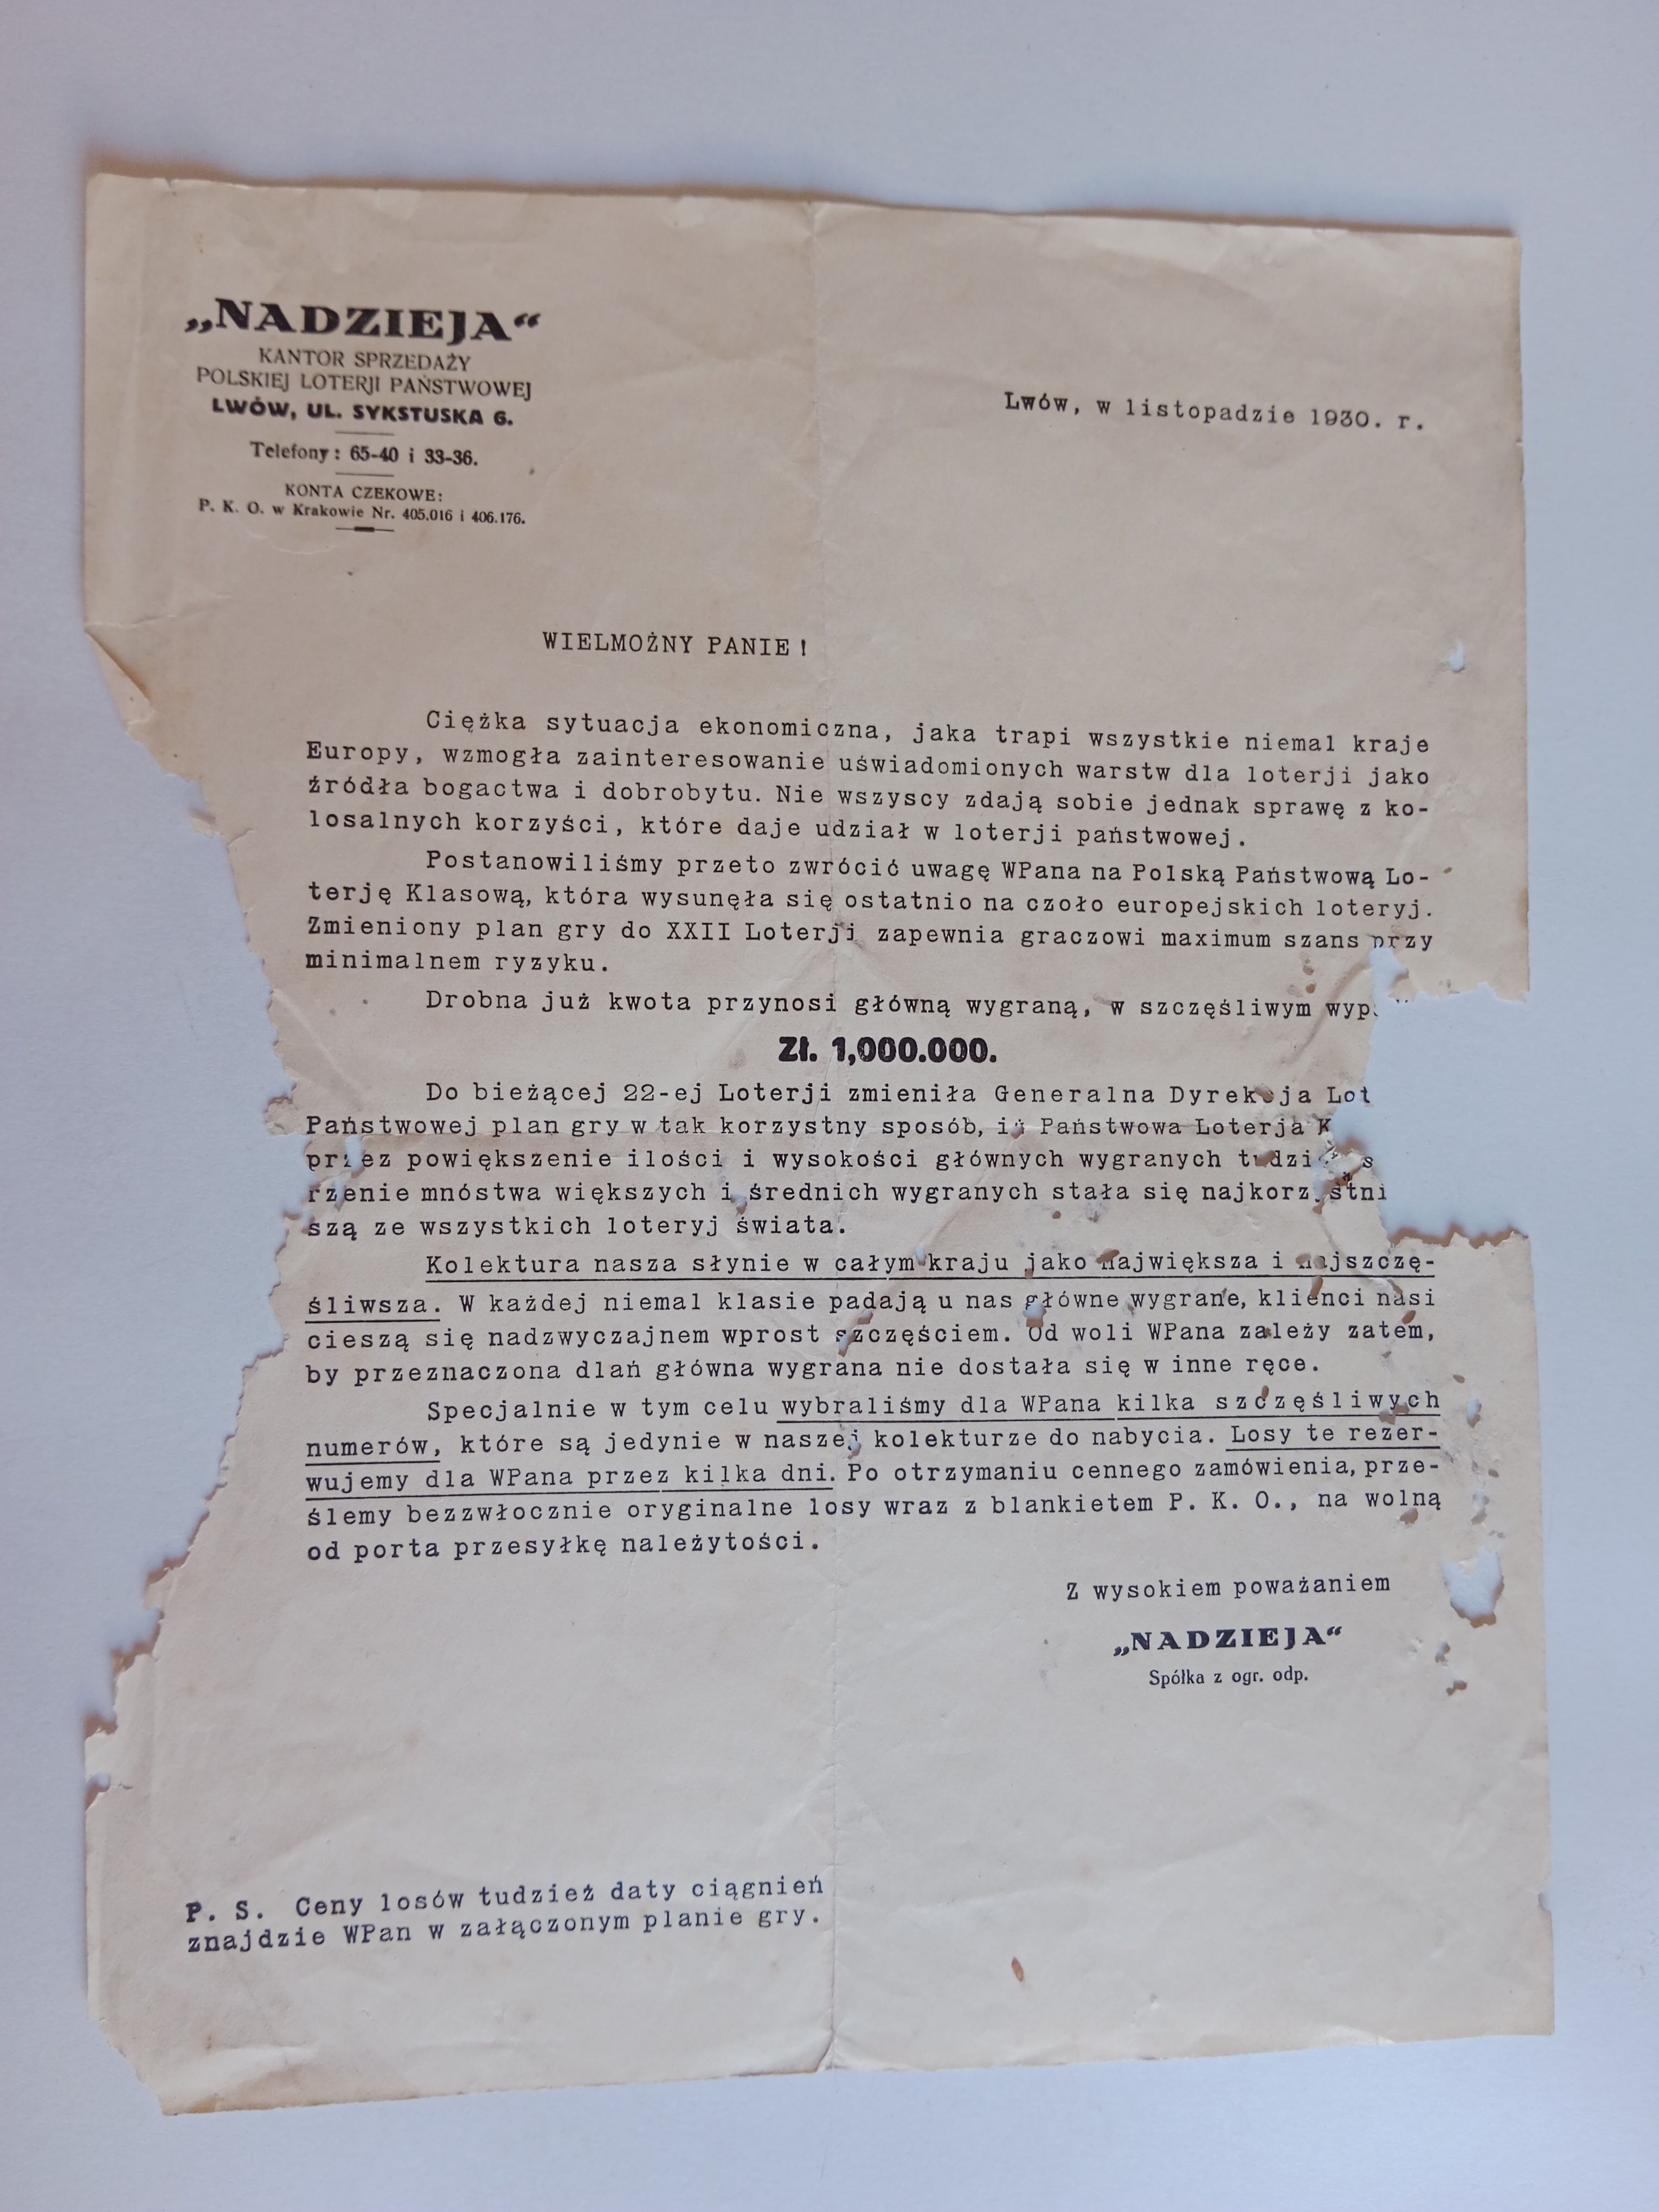 „NADZIEJA“
KANTOR SPRZEDAŻY
POLSKIEJ LOTERJI PAŃSTWOWEJ
LWÓW, UL. SYKSTUSKA 6.
Telefony: 65-40 i 33-36.
KONTA CZEKOWE:
P. K. O. w Krakowie Nr. 405.016 i 406.176.
Lwów, w listopadzie 1930. r.
WIELMOŻNY PANIE!
Ciężka sytuacja ekonomiczna, jaka trapi wszystkie niemal kraje
Europy, wzmogła zainteresowanie uświadomionych warstw dla loterji jako
źródła bogactwa i dobrobytu. Nie wszyscy zdają sobie jednak sprawę z ko-
losalnych korzyści, które daje udział w loterji państwowej.
Postanowiliśmy przeto zwrócić uwagę WPana na Polską Państwową Lo-
terję Klasową, która wysunęła się ostatnio na czoło europejskich loteryj.
Zmieniony plan gry do XXII Loterji zapewnia graczowi maximum szans przy
minimalnem ryzyku.
Drobna już kwota przynosi główną wygraną, w szczęśliwym
Zł. 1,000.000.
Do bieżącej 22-ej Loterji zmieniła Generalna Dyrekcja Lot
Państwowej plan gry w tak korzystny sposób, iż Państwowa Loterja K
przez powiększenie ilości i wysokości głównych wygranych tudzież s
rzenie mnóstwa większych i średnich wygranych stała się najkorzystni
szą ze wszystkich loteryj świata.
Kolektura nasza słynie w całym kraju jako największa i najszczę-
śliwsza. W każdej niemal klasie padają u nas główne wygrane, klienci nasi
cieszą się nadzwyczajnem wprost szczęściem. Od woli WPana zależy zatem,
by przeznaczona dlań główna wygrana nie dostała się w inne ręce.
Specjalnie w tym celu wybraliśmy dla WPana kilka szczęśliwych
numerów, które są jedynie w naszej kolekturze do nabycia. Losy te rezer-
wujemy dla WPana przez kilka dni. Po otrzymaniu cennego zamówienia, prze-
ślemy bezzwłocznie oryginalne losy wraz z blankietem P. K. O., na wolną
od porta przesyłkę należytości.
Z wysokiem poważaniem
„NADZIEJA“
Spółka z ogr. odp.
P. S. Ceny losów tudzież daty ciągnień
znajdzie WPan w załączonym planie gry.